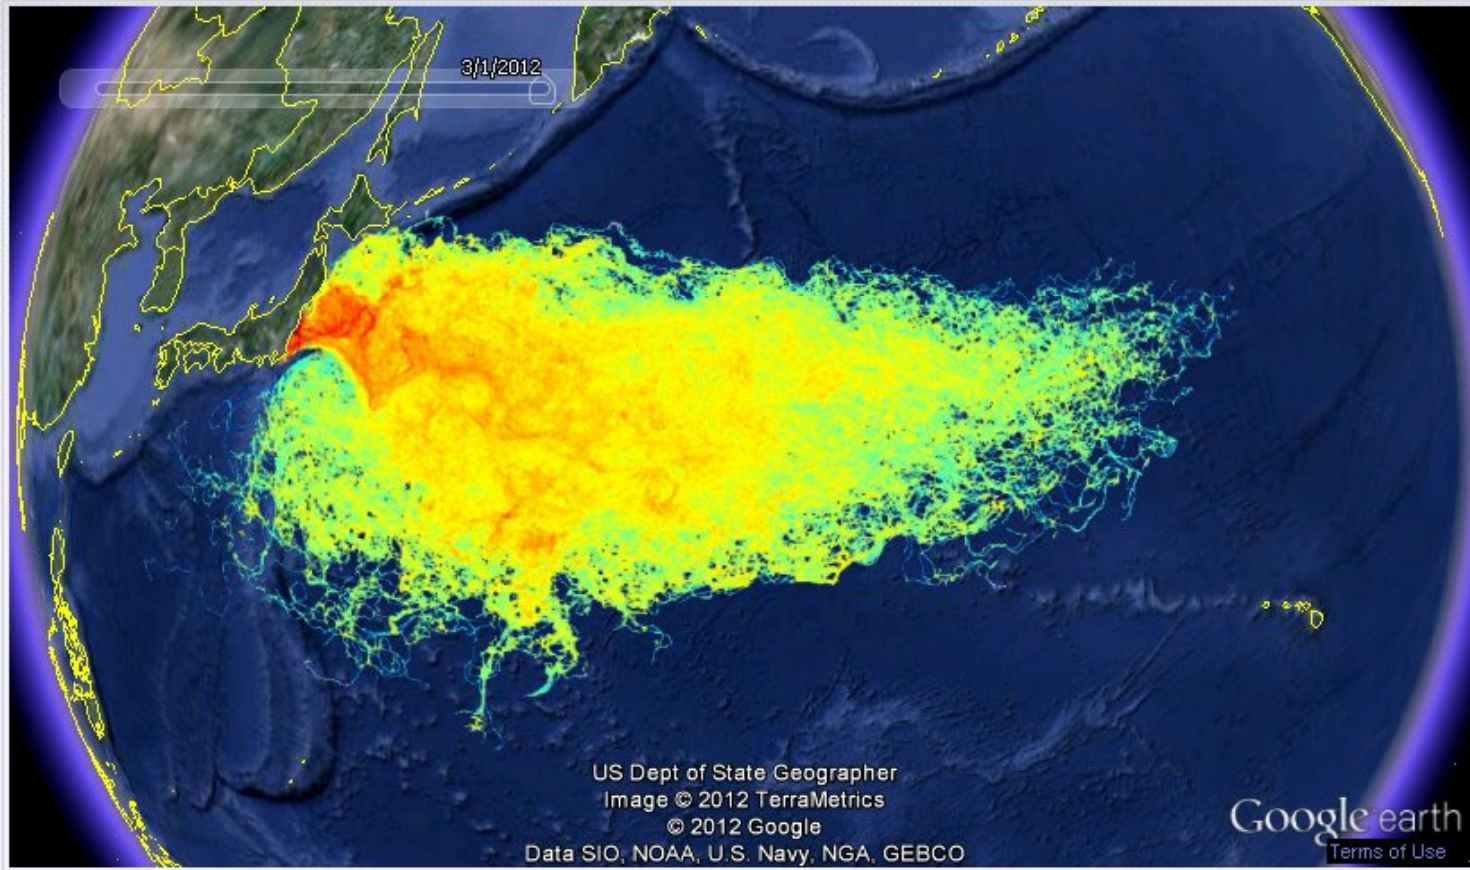 3/1/2012
US Dept of State Geographer
Image © 2012 TerraMetrics
© 2012 Google
Data SIO, NOAA, U.S. Navy, NGA, GEBCO
Google earth
Terms of Use